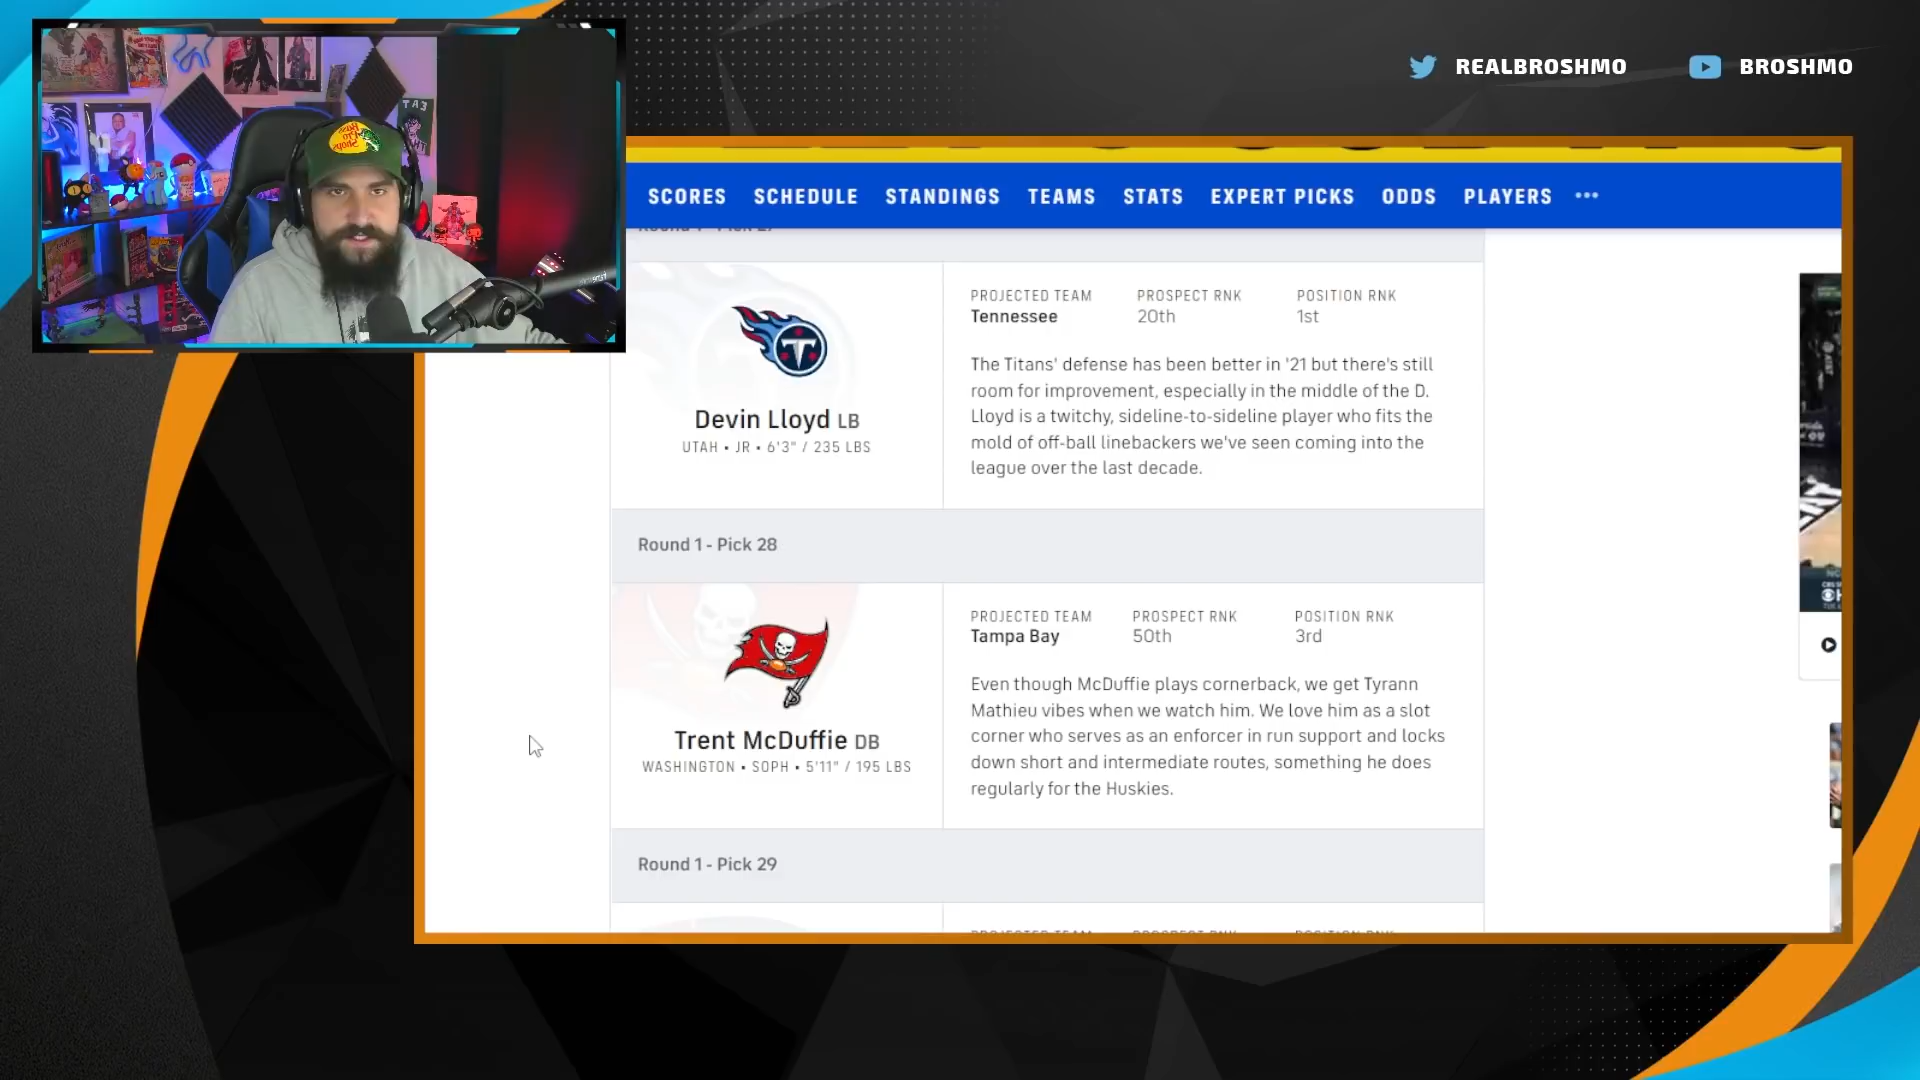 REALBROSHMO
BROSHMO
SCORES SCHEDULE STANDINGS TEAMS STATS EXPERT PICKS ODDS PLAYERS •••
PROJECTED TEAM PROSPECT RNK POSITION RNK
Tennessee 20th 1st
Devin Lloyd LB
UTAH • JR • 6'3" / 235 LBS
The Titans' defense has been better in '21 but there's still
room for improvement, especially in the middle of the D.
Lloyd is a twitchy, sideline-to-sideline player who fits the
mold of off-ball linebackers we've seen coming into the
league over the last decade.
Round 1 - Pick 28
PROJECTED TEAM PROSPECT RNK POSITION RNK
Tampa Bay 50th 3rd
Trent McDuffie DB
WASHINGTON • SOPH • 5'11" / 195 LBS
Even though McDuffie plays cornerback, we get Tyrann
Mathieu vibes when we watch him. We love him as a slot
corner who serves as an enforcer in run support and locks
down short and intermediate routes, something he does
regularly for the Huskies.
Round 1 - Pick 29